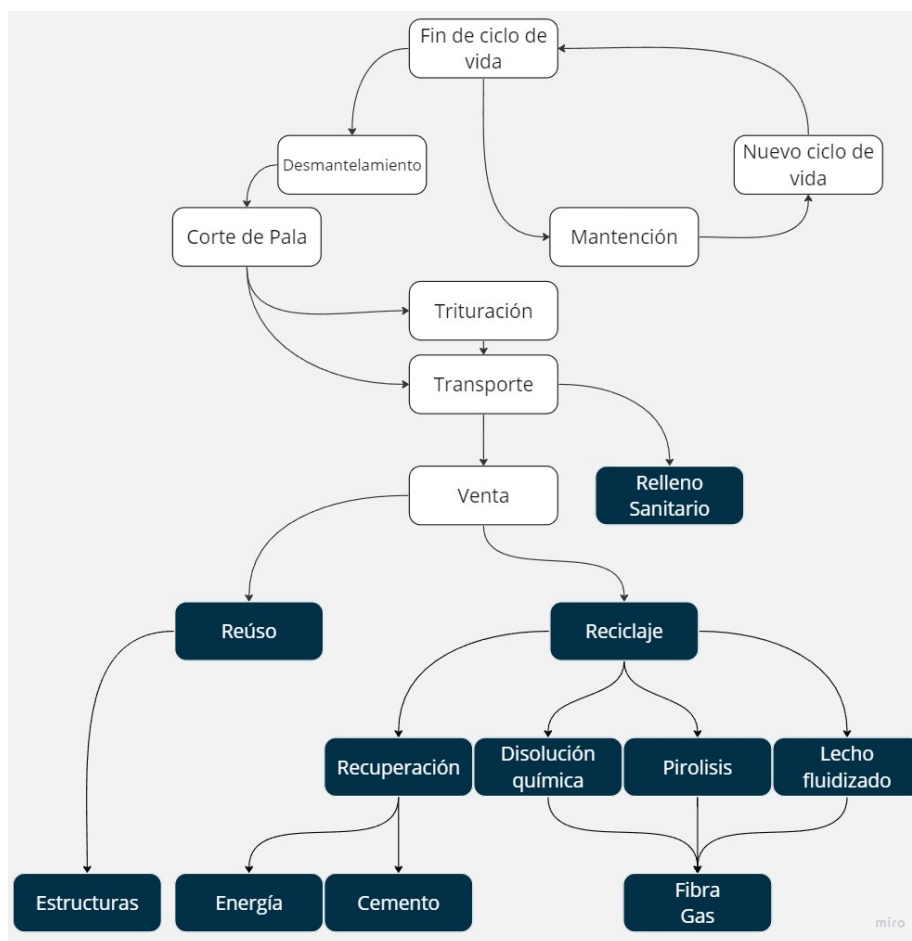 Fin de ciclo de
vida
Desmantelamiento
Nuevo ciclo de
vida
Corte de Pala
Mantención
Trituración
Transporte
Relleno
Sanitario
Venta
Reúso
Reciclaje
Recuperación
Disolución
química
Pirolisis
Lecho
fluidizado
Estructuras
Energía
Cemento
Fibra
Gas
miro